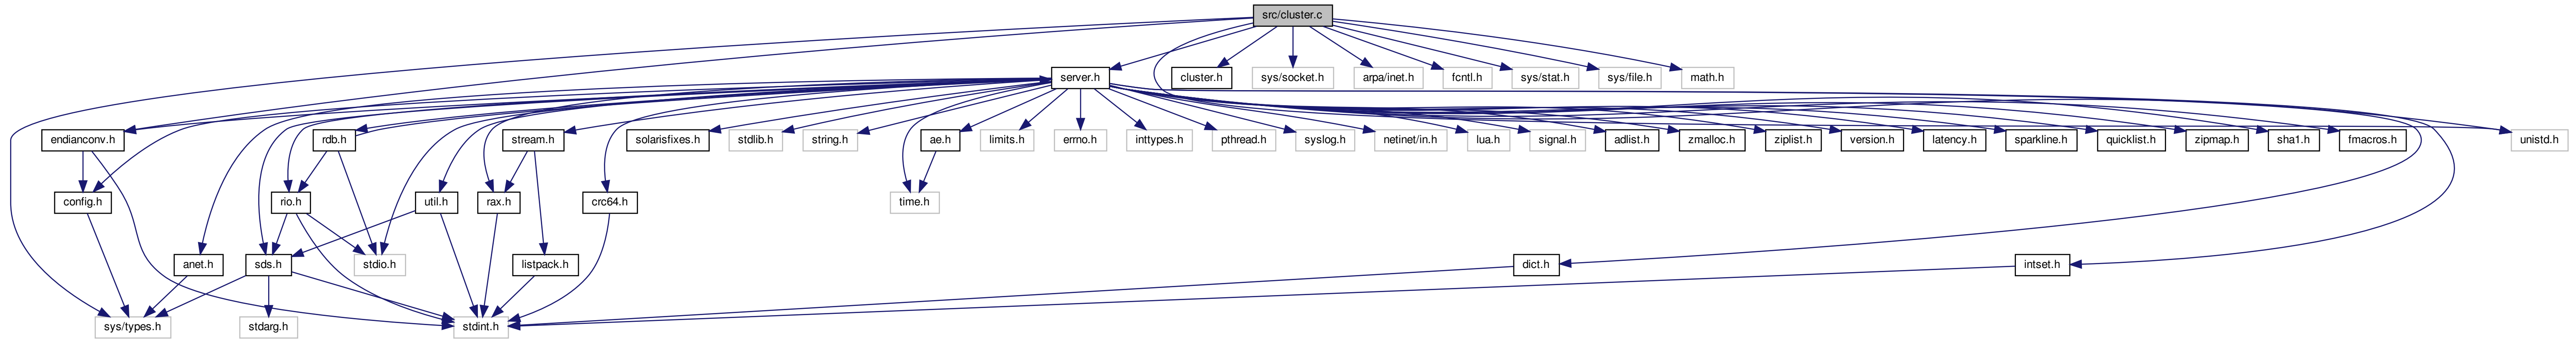 src/cluster.c
server.h
cluster.h
sys/socket.h
arpa/inet.h
fcntl.h
sys/stat.h
sys/file.h
math.h
endianconv.h
rdb.h
stream.h
solarisfixes.h
stdlib.h
string.h
ae.h
limits.h
errno.h
inttypes.h
pthread.h
syslog.h
netinet/in.h
lua.h
signal.h
adlist.h
zmalloc.h
ziplist.h
version.h
latency.h
sparkline.h
quicklist.h
zipmap.h
sha1.h
fmacros.h
unistd.h
config.h
rio.h
util.h
rax.h
crc64.h
time.h
anet.h
sds.h
stdio.h
listpack.h
dict.h
intset.h
sys/types.h
stdarg.h
stdint.h